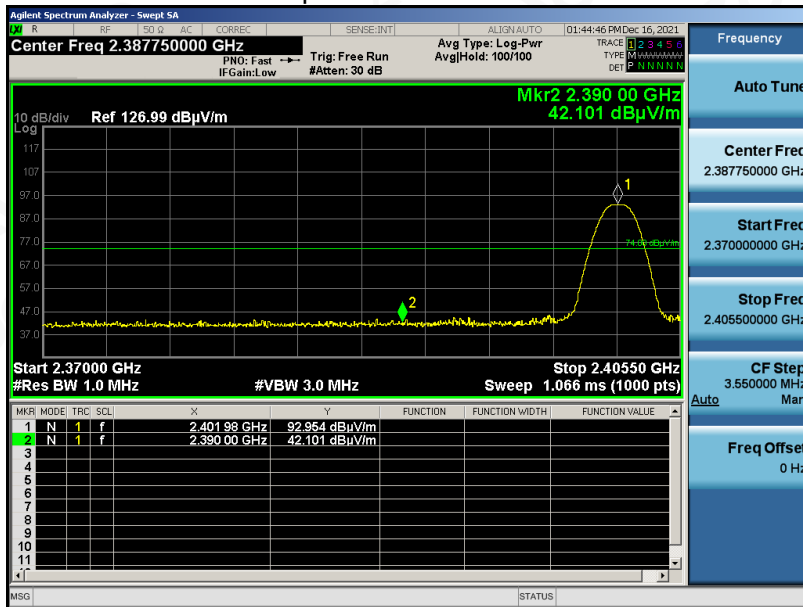 Agilent Spectrum Analyzer - Swept SA
LXI R RF 50 Ω AC CORREC SENSE:INT ALIGN AUTO 01:44:46 PM Dec 16, 2021
Center Freq 2.387750000 GHz
PNO: Fast
IFGain:Low
Trig: Free Run
#Atten: 30 dB
Avg Type: Log-Pwr
Avg|Hold: 100/100
TRACE 1 2 3 4 5 6
TYPE M
DET P N N N N N
Mkr2 2.390 00 GHz
42.101 dBµV/m
10 dB/div Ref 126.99 dBµV/m
Log
117
107
97.0
87.0
77.0
67.0
57.0
47.0
37.0
1
2
Start 2.37000 GHz Stop 2.40550 GHz
#Res BW 1.0 MHz #VBW 3.0 MHz Sweep 1.066 ms (1000 pts)
MKR MODE TRC SCL X Y FUNCTION FUNCTION WIDTH FUNCTION VALUE
1 N 1 f 2.401 98 GHz 92.954 dBµV/m
2 N 1 f 2.390 00 GHz 42.101 dBµV/m
3
4
5
6
7
8
9
10
11
MSG STATUS
Frequency
Auto Tune
Center Freq
2.387750000 GHz
Start Freq
2.370000000 GHz
Stop Freq
2.405500000 GHz
CF Step
3.550000 MHz
Auto Man
Freq Offset
0 Hz